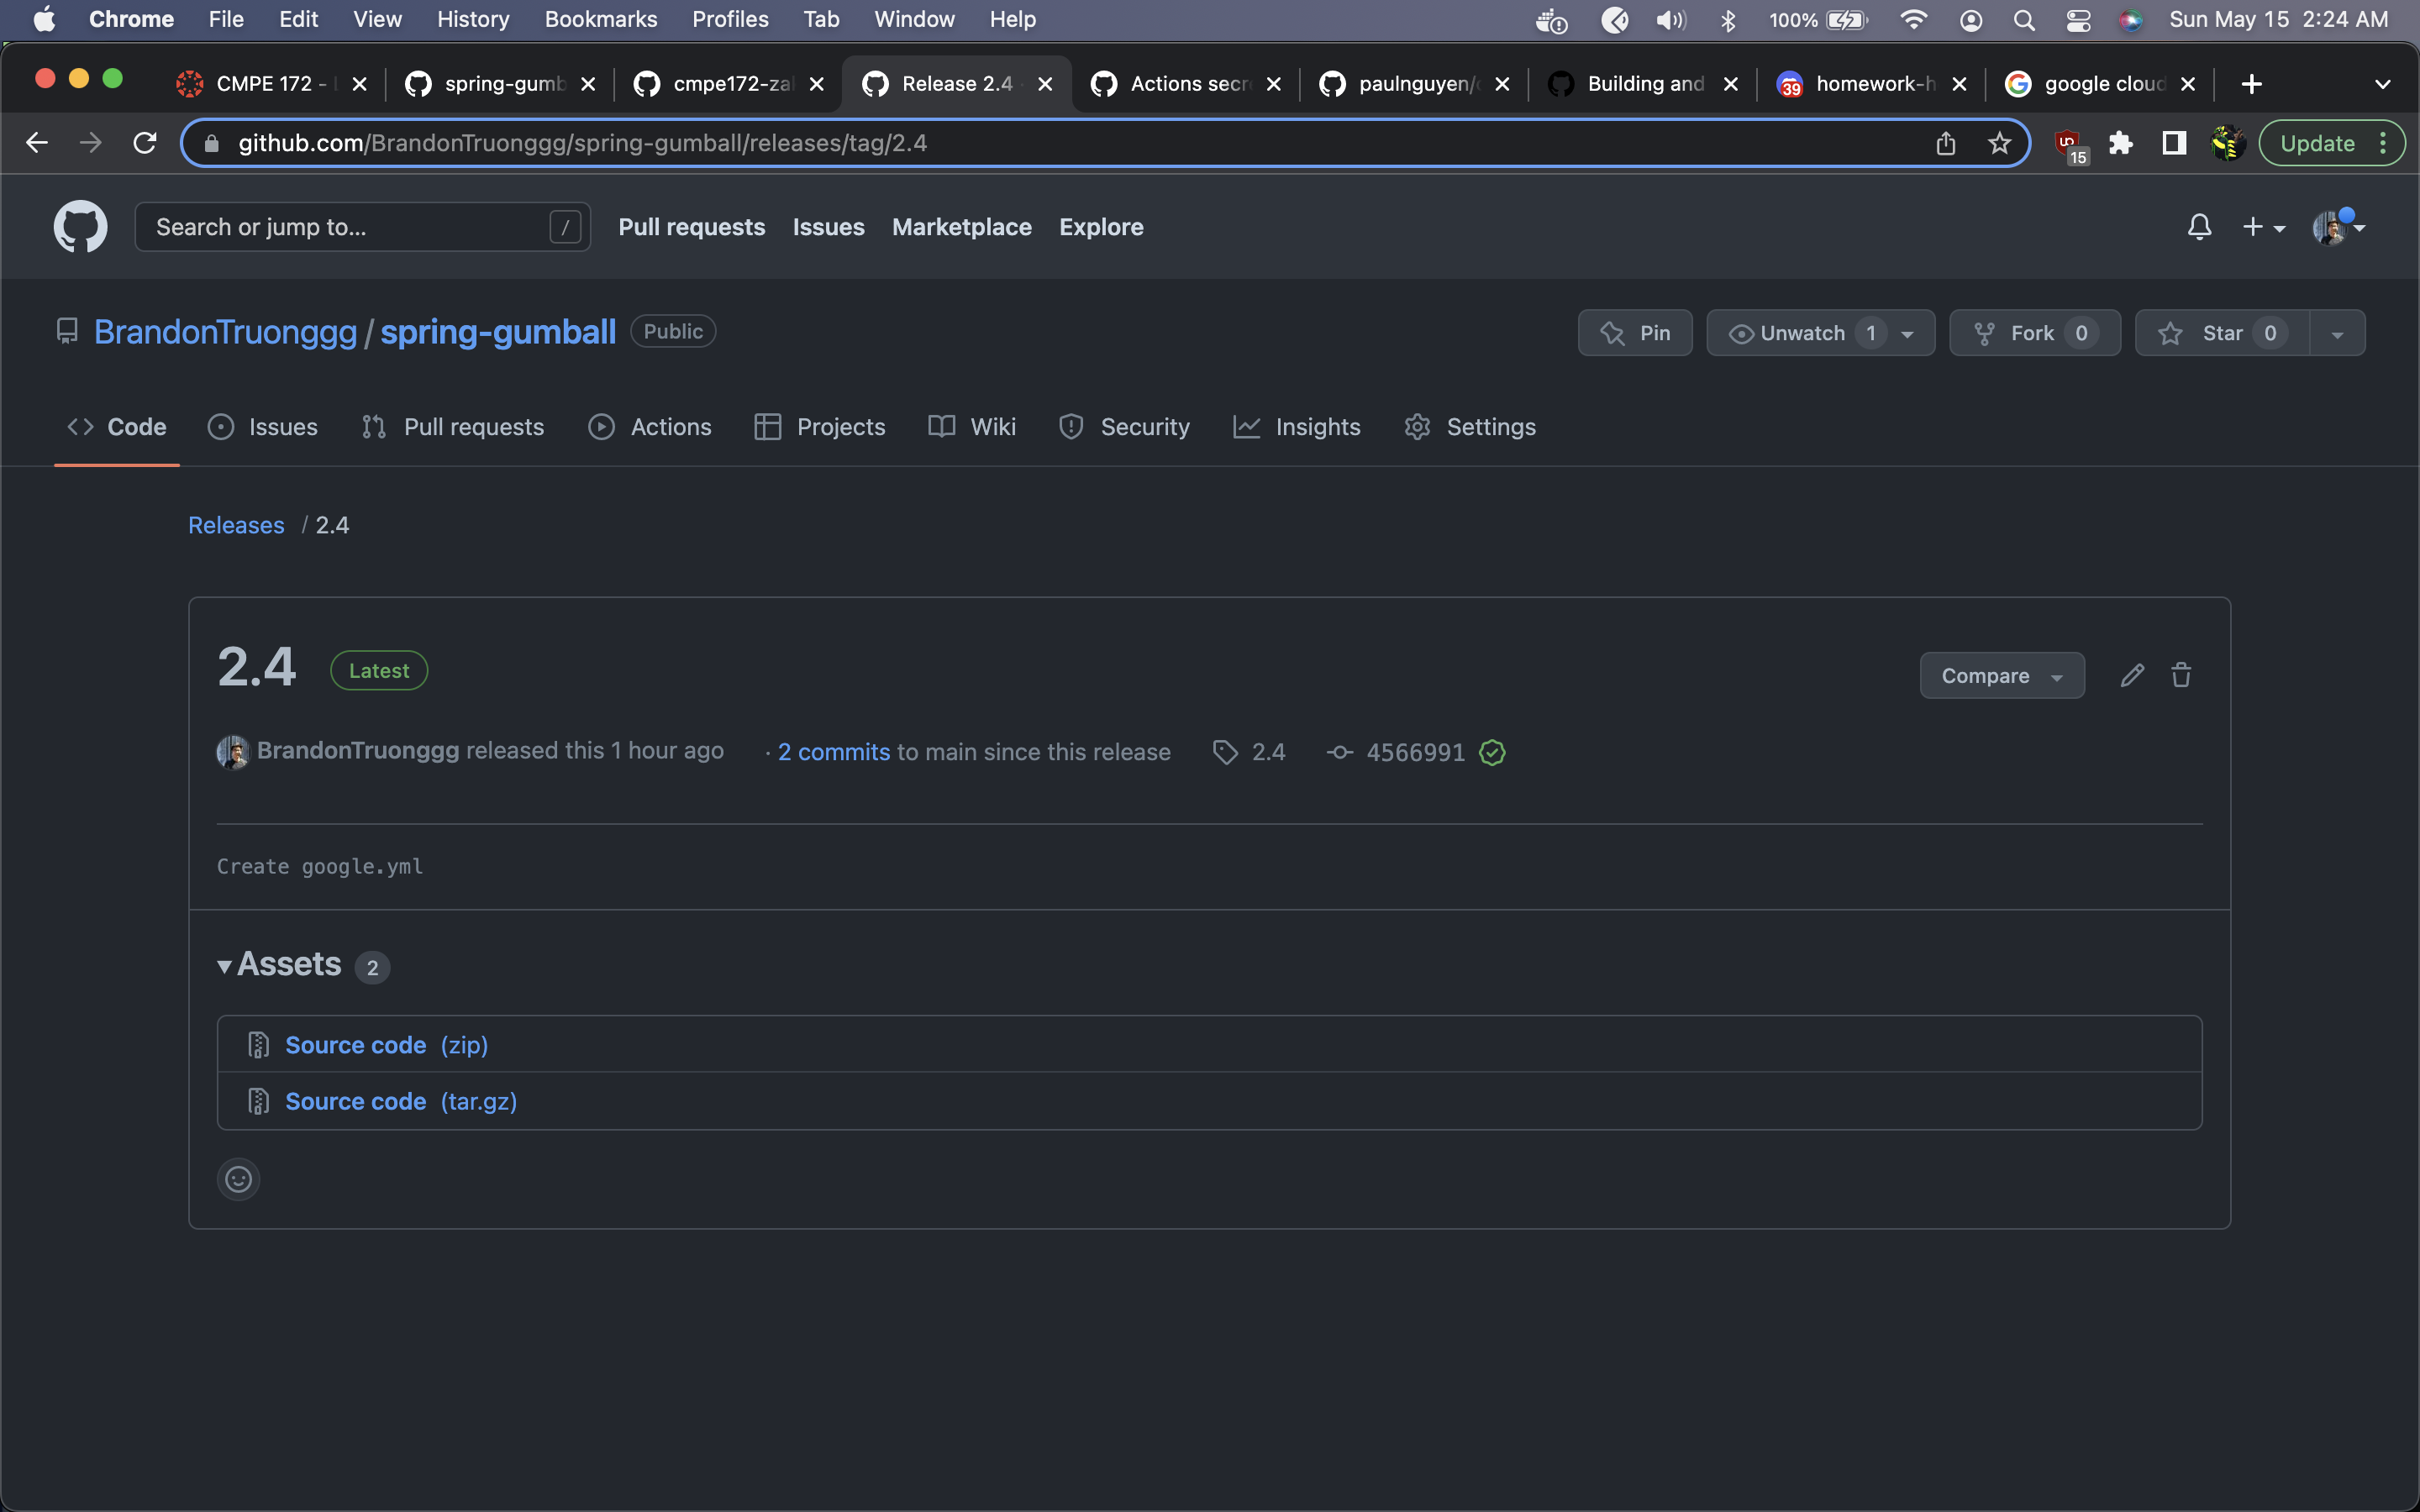 Chrome File Edit View History Bookmarks Profiles Tab Window Help 100% Sun May 15 2:24 AM
CMPE 172 - spring-gumb cmpe172-zal Release 2.4 Actions secr paulnguyen/ Building and 39 homework-h google cloud
github.com/BrandonTruonggg/spring-gumball/releases/tag/2.4 15 Update
Search or jump to... / Pull requests Issues Marketplace Explore
BrandonTruonggg / spring-gumball Public Pin Unwatch 1 Fork 0 Star 0
Code Issues Pull requests Actions Projects Wiki Security Insights Settings
Releases / 2.4
2.4 Latest Compare
BrandonTruonggg released this 1 hour ago · 2 commits to main since this release 2.4 4566991
Create google.yml
Assets 2
Source code (zip)
Source code (tar.gz)